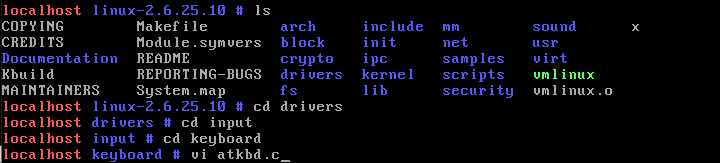 localhost linux-2.6.25.10 # ls
COPYING Makefile arch include mm sound x
CREDITS Module.symvers block init net usr
Documentation README crypto ipc samples virt
Kbuild REPORTING-BUGS drivers kernel scripts vmlinux
MAINTAINERS System.map fs lib security vmlinux.o
localhost linux-2.6.25.10 # cd drivers
localhost drivers # cd input
localhost input # cd keyboard
localhost keyboard # vi atkbd.c_